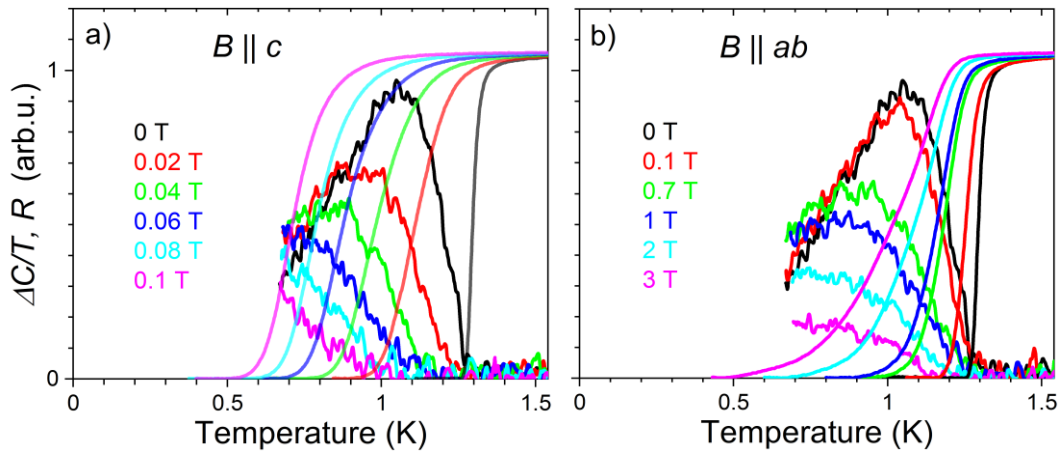 a)
B || c
1
0 T
0.02 T
0.04 T
0.06 T
0.08 T
0.1 T
ΔC/T, R (arb.u.)
0
0 0.5 1 1.5
Temperature (K)
b)
B || ab
0 T
0.1 T
0.7 T
1 T
2 T
3 T
0.5 1 1.5
Temperature (K)